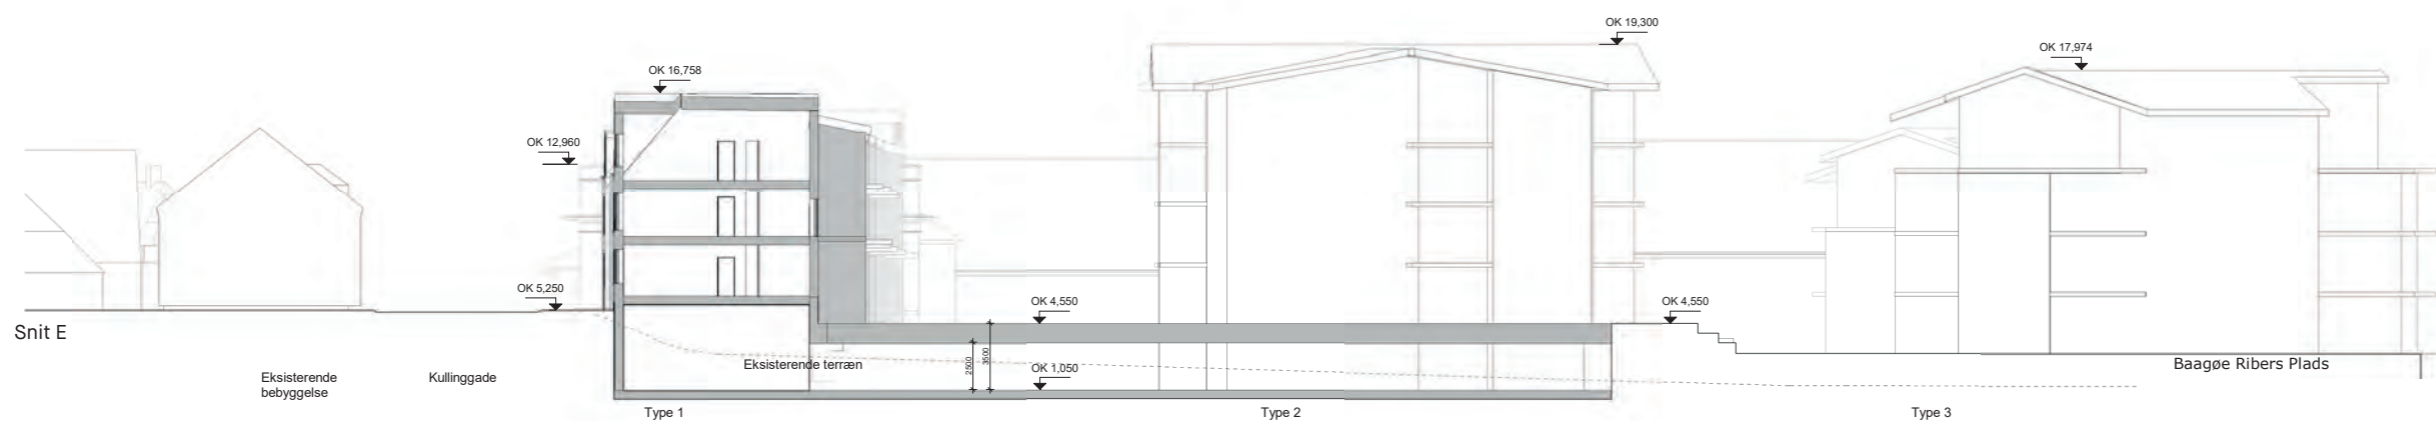 OK 19,300
OK 17,974
OK 16,758
OK 12,960
OK 5,250
OK 4,550
OK 4,550
Snit E
2500
3500
Eksisterende terræn
OK 1,050
Baagøe Ribers Plads
Eksisterende
bebyggelse
Kullinggade
Type 1
Type 2
Type 3